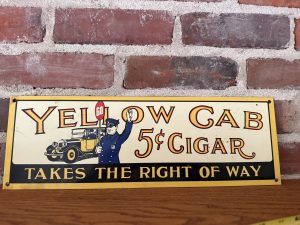 YELLOW CAB
5¢ CIGAR
TAKES THE RIGHT OF WAY